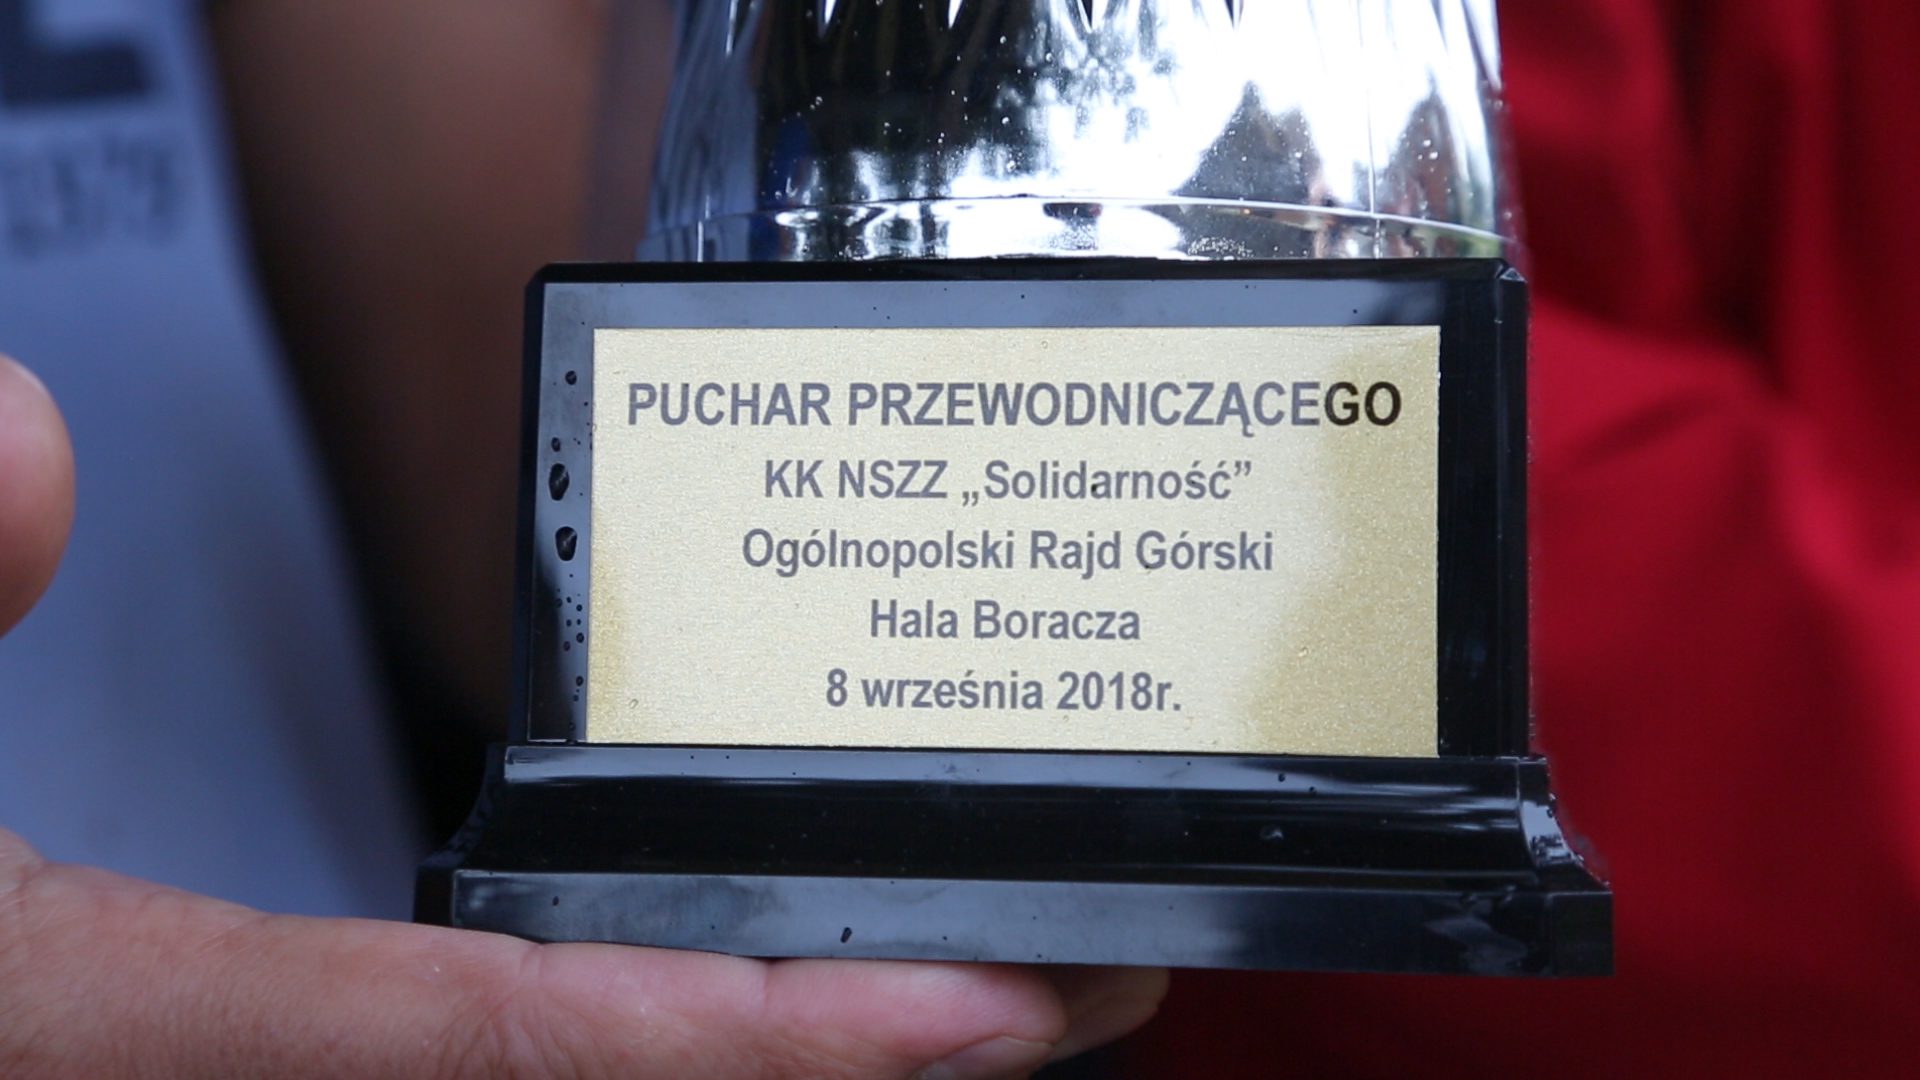 PUCHAR PRZEWODNICZĄCEGO
KK NSZZ „Solidarność”
Ogólnopolski Rajd Górski
Hala Boracza
8 września 2018r.